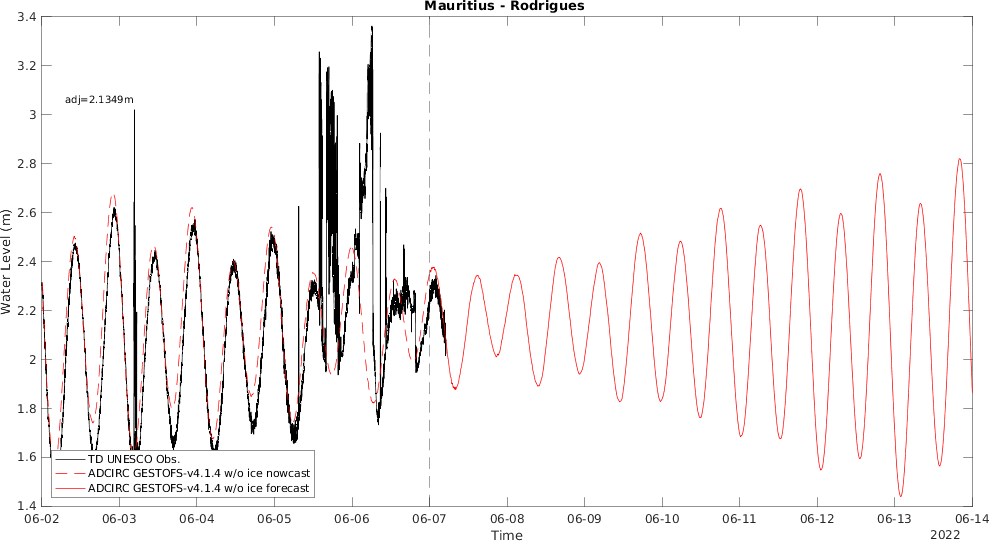 Mauritius - Rodrigues
3.4
3.2
3
2.8
2.6
2.4
2.2
2
1.8
1.6
1.4
Water Level (m)
adj=2.1349m
TD UNESCO Obs.
ADCIRC GESTOFS-v4.1.4 w/o ice nowcast
ADCIRC GESTOFS-v4.1.4 w/o ice forecast
06-02 06-03 06-04 06-05 06-06 06-07 06-08 06-09 06-10 06-11 06-12 06-13 06-14
Time
2022